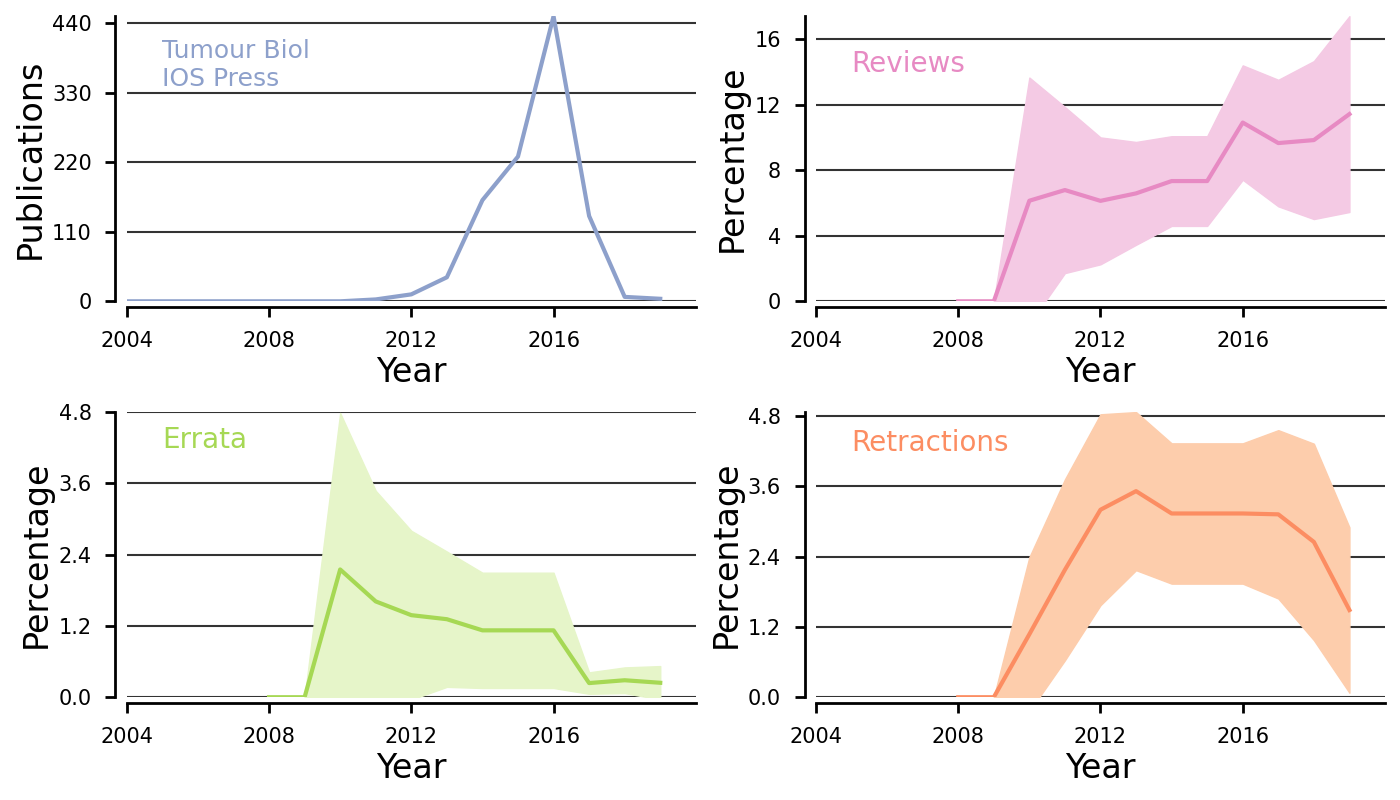 Publications
440
330
220
110
0
Tumour Biol
IOS Press
2004
2008
2012
2016
Year
Percentage
16
12
8
4
0
Reviews
2004
2008
2012
2016
Year
Percentage
4.8
3.6
2.4
1.2
0.0
Errata
2004
2008
2012
2016
Year
Percentage
4.8
3.6
2.4
1.2
0.0
Retractions
2004
2008
2012
2016
Year